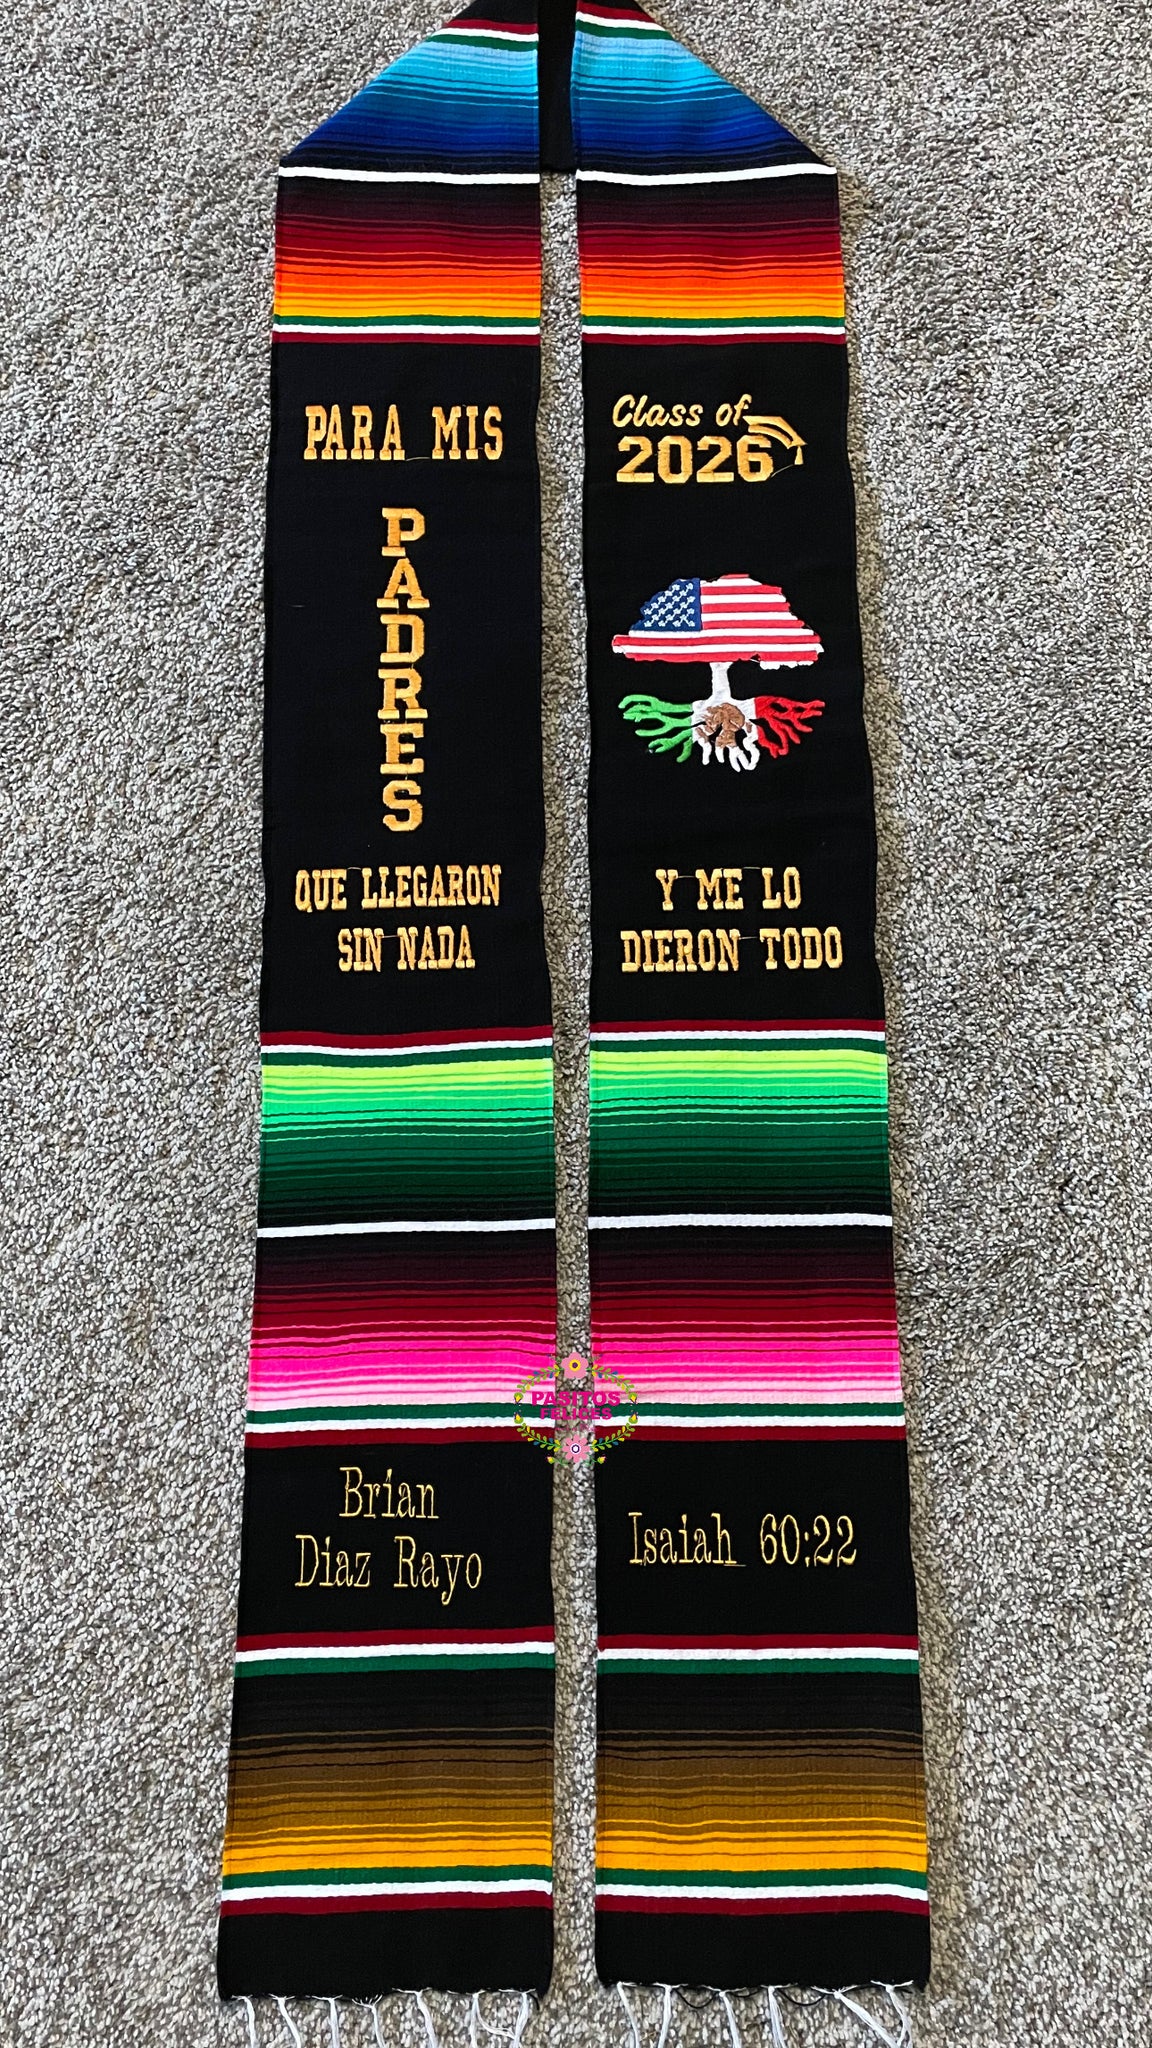 PARA MIS
PADRES
QUE LLEGARON
SIN NADA
Class of
2026
Y ME LO
DIERON TODO
PASITOS
FELICES
Brian
Diaz Rayo
Isaiah 60:22